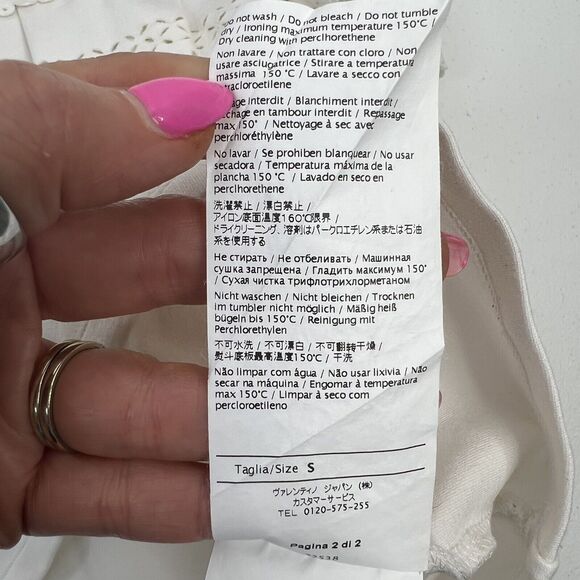 Do not wash / Do not bleach / Do not tumble
dry / Ironing maximum temperature 150°C /
Dry cleaning with perclhorethene
Non lavare / Non trattare con cloro / Non
usare asciugatrice / Stirare a temperatura
massima 150 °C / Lavare a secco con
interdit / Blanchiment interdit /
en tambour interdit / Repassage
max 150° / Nettoyage à sec avec
perchloréthylène
No lavar / Se prohiben blanquear / No usar
secadora / Temperatura máxima de la
plancha 150 °C / Lavado en seco en
perclhorethene
洗濯禁止 / 漂白禁止 /
アイロン底面温度160℃限界 /
ドライクリーニング、溶剤はパークロエチレン系または石油
系を使用する
Не стирать / Не отбеливать / Машинная
сушка запрещена / Гладить максимум 150°
/ Сухая чистка трифлотрихлорметаном
Nicht waschen / Nicht bleichen / Trocknen
im tumbler nicht möglich / Mäßig heiß
bügeln bis 150°C / Reinigung mit
Perchlorethylen
不可水洗 / 不可漂白 / 不可翻转干燥 /
熨斗底板最高温度150℃ / 干洗
Não limpar com água / Não usar lixivia / Não
secar na máquina / Engomar à temperatura
max 150°C / Limpar à seco com
percloroetileno
Taglia/Size S
ヴァレンティノ ジャパン (株)
カスタマーサービス
TEL 0120-575-255
Pagina 2 di 2